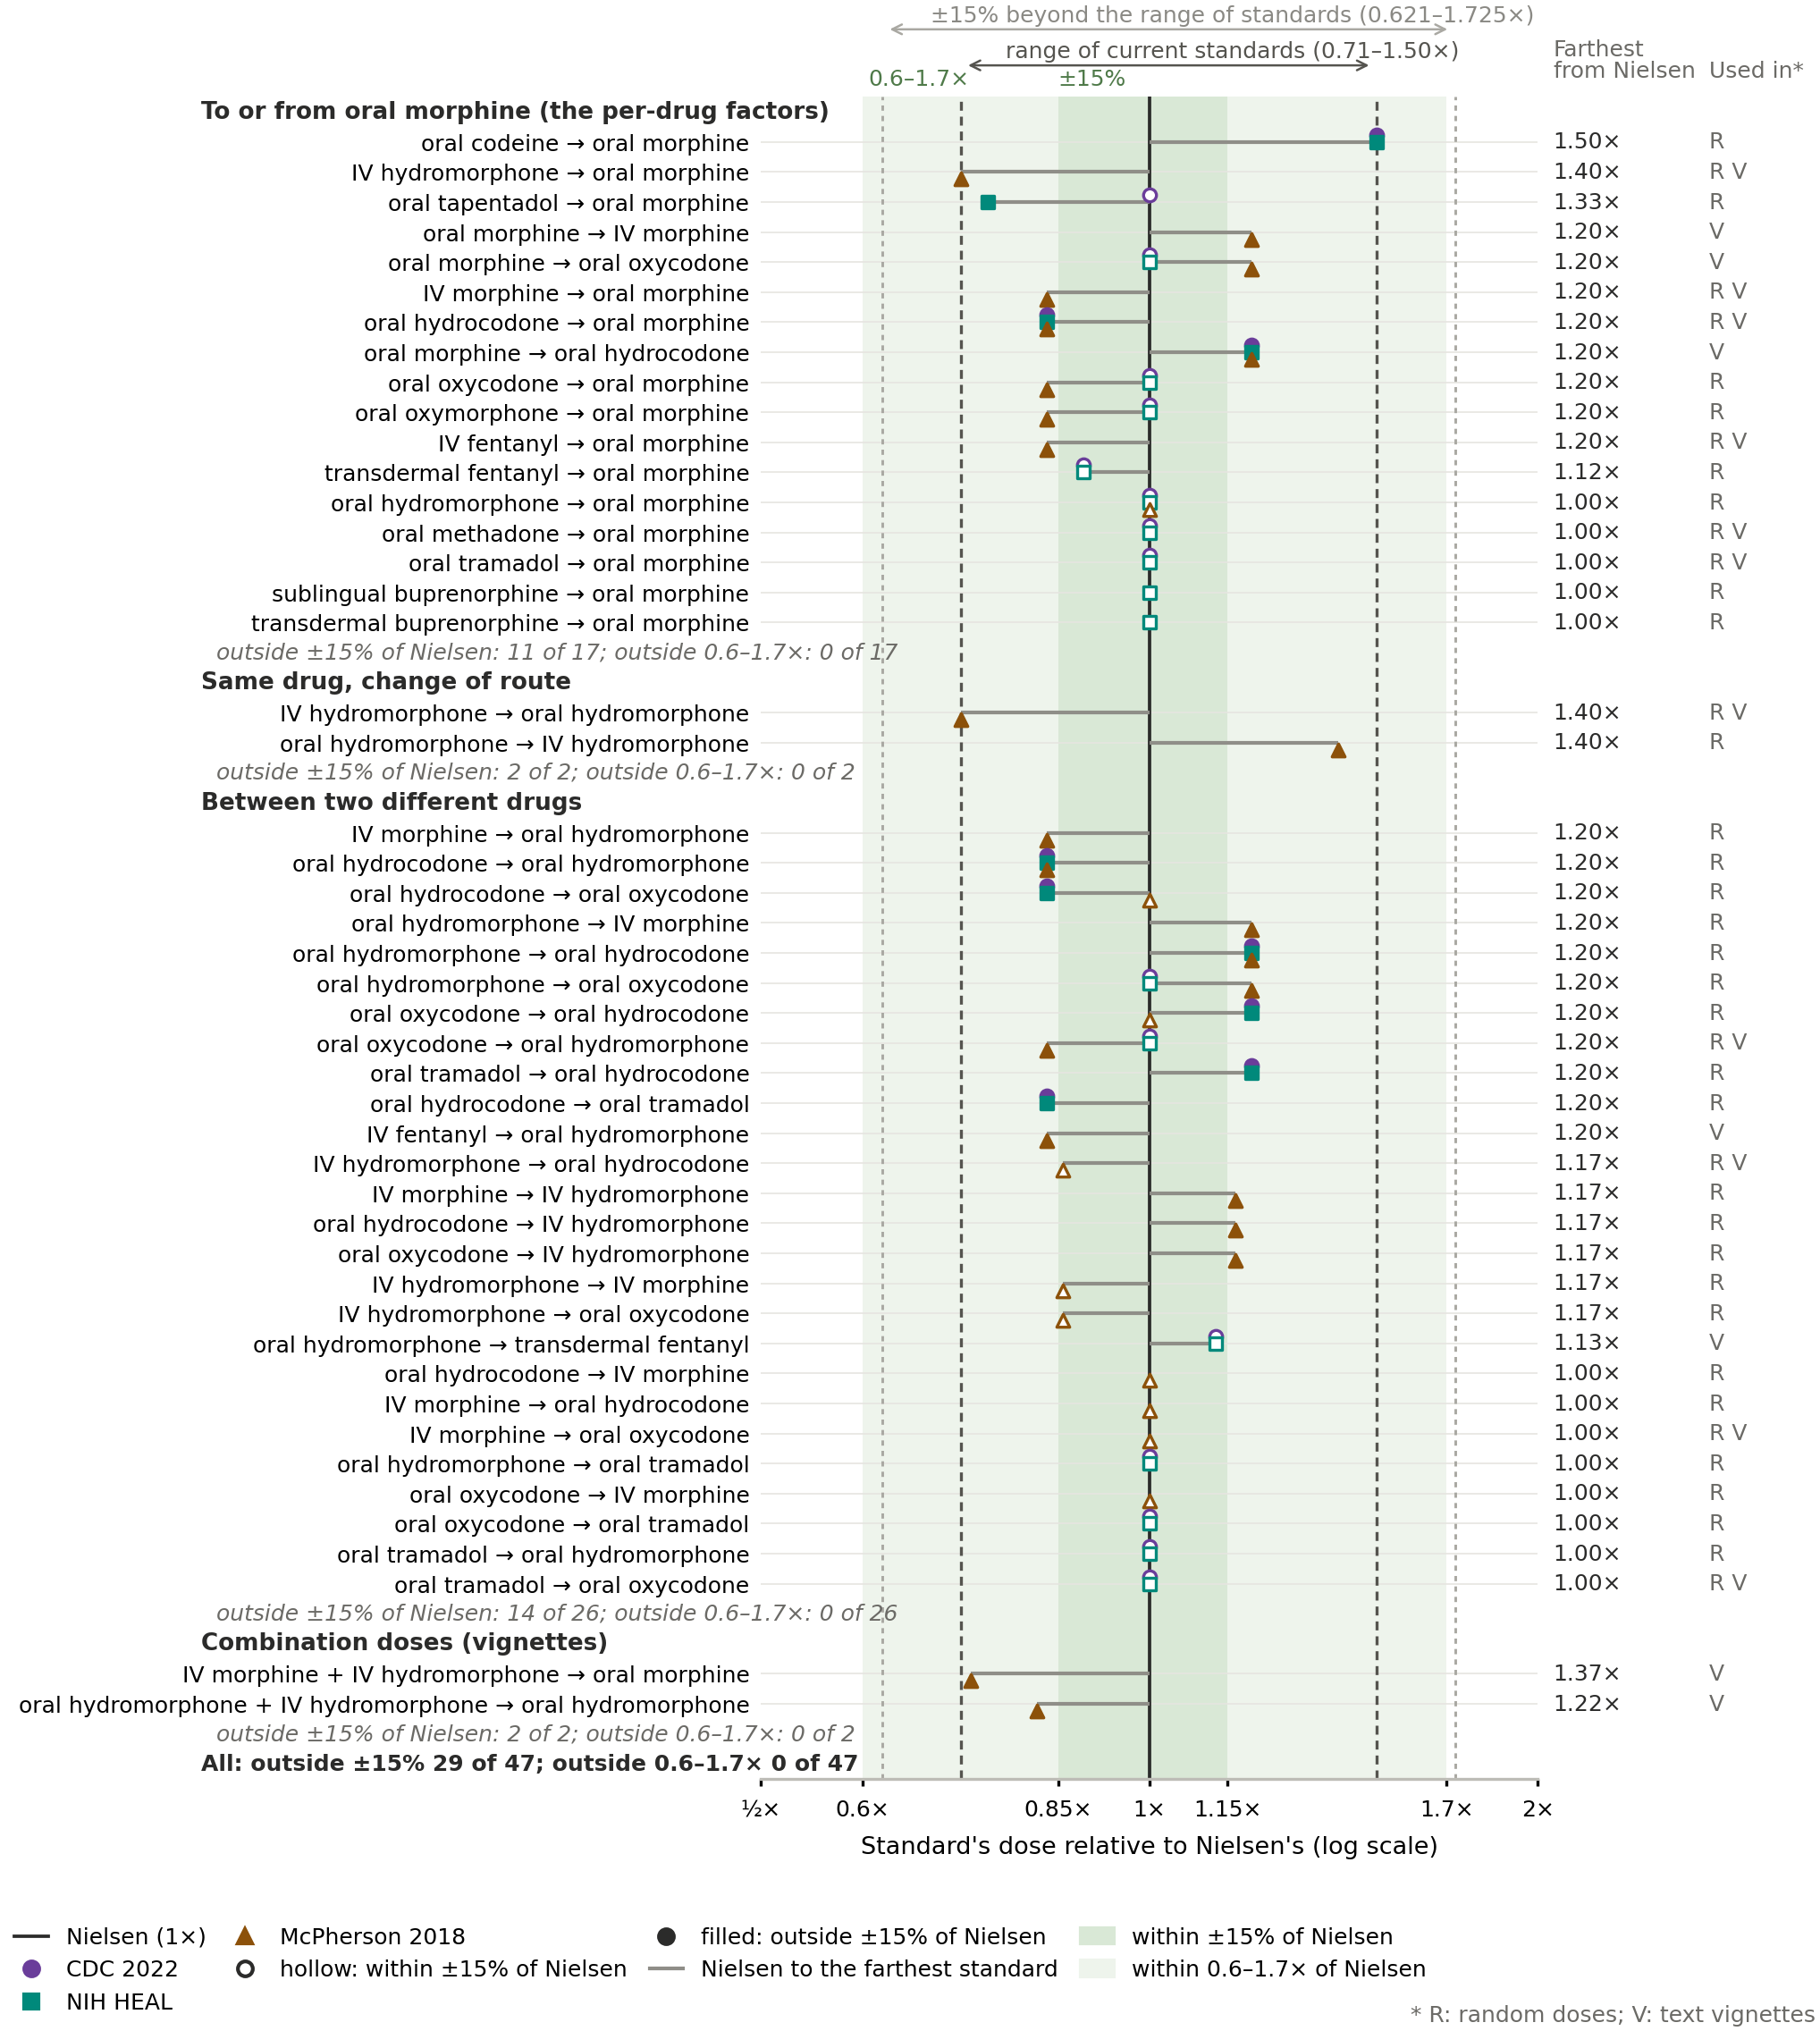 ±15% beyond the range of standards (0.621–1.725×)
range of current standards (0.71–1.50×)
0.6–1.7× ±15%
Farthest
from Nielsen Used in*
To or from oral morphine (the per-drug factors)
oral codeine → oral morphine 1.50× R
IV hydromorphone → oral morphine 1.40× R V
oral tapentadol → oral morphine 1.33× R
oral morphine → IV morphine 1.20× V
oral morphine → oral oxycodone 1.20× V
IV morphine → oral morphine 1.20× R V
oral hydrocodone → oral morphine 1.20× R V
oral morphine → oral hydrocodone 1.20× V
oral oxycodone → oral morphine 1.20× R
oral oxymorphone → oral morphine 1.20× R
IV fentanyl → oral morphine 1.20× R V
transdermal fentanyl → oral morphine 1.12× R
oral hydromorphone → oral morphine 1.00× R
oral methadone → oral morphine 1.00× R V
oral tramadol → oral morphine 1.00× R V
sublingual buprenorphine → oral morphine 1.00× R
transdermal buprenorphine → oral morphine 1.00× R
outside ±15% of Nielsen: 11 of 17; outside 0.6–1.7×: 0 of 17
Same drug, change of route
IV hydromorphone → oral hydromorphone 1.40× R V
oral hydromorphone → IV hydromorphone 1.40× R
outside ±15% of Nielsen: 2 of 2; outside 0.6–1.7×: 0 of 2
Between two different drugs
IV morphine → oral hydromorphone 1.20× R
oral hydrocodone → oral hydromorphone 1.20× R
oral hydrocodone → oral oxycodone 1.20× R
oral hydromorphone → IV morphine 1.20× R
oral hydromorphone → oral hydrocodone 1.20× R
oral hydromorphone → oral oxycodone 1.20× R
oral oxycodone → oral hydrocodone 1.20× R
oral oxycodone → oral hydromorphone 1.20× R V
oral tramadol → oral hydrocodone 1.20× R
oral hydrocodone → oral tramadol 1.20× R
IV fentanyl → oral hydromorphone 1.20× V
IV hydromorphone → oral hydrocodone 1.17× R V
IV morphine → IV hydromorphone 1.17× R
oral hydrocodone → IV hydromorphone 1.17× R
oral oxycodone → IV hydromorphone 1.17× R
IV hydromorphone → IV morphine 1.17× R
IV hydromorphone → oral oxycodone 1.17× R
oral hydromorphone → transdermal fentanyl 1.13× V
oral hydrocodone → IV morphine 1.00× R
IV morphine → oral hydrocodone 1.00× R
IV morphine → oral oxycodone 1.00× R V
oral hydromorphone → oral tramadol 1.00× R
oral oxycodone → IV morphine 1.00× R
oral oxycodone → oral tramadol 1.00× R
oral tramadol → oral hydromorphone 1.00× R
oral tramadol → oral oxycodone 1.00× R V
outside ±15% of Nielsen: 14 of 26; outside 0.6–1.7×: 0 of 26
Combination doses (vignettes)
IV morphine + IV hydromorphone → oral morphine 1.37× V
oral hydromorphone + IV hydromorphone → oral hydromorphone 1.22× V
outside ±15% of Nielsen: 2 of 2; outside 0.6–1.7×: 0 of 2
All: outside ±15% 29 of 47; outside 0.6–1.7× 0 of 47
½× 0.6× 0.85× 1× 1.15× 1.7× 2×
Standard's dose relative to Nielsen's (log scale)
Nielsen (1×) McPherson 2018 filled: outside ±15% of Nielsen within ±15% of Nielsen
CDC 2022 hollow: within ±15% of Nielsen Nielsen to the farthest standard within 0.6–1.7× of Nielsen
NIH HEAL
* R: random doses; V: text vignettes